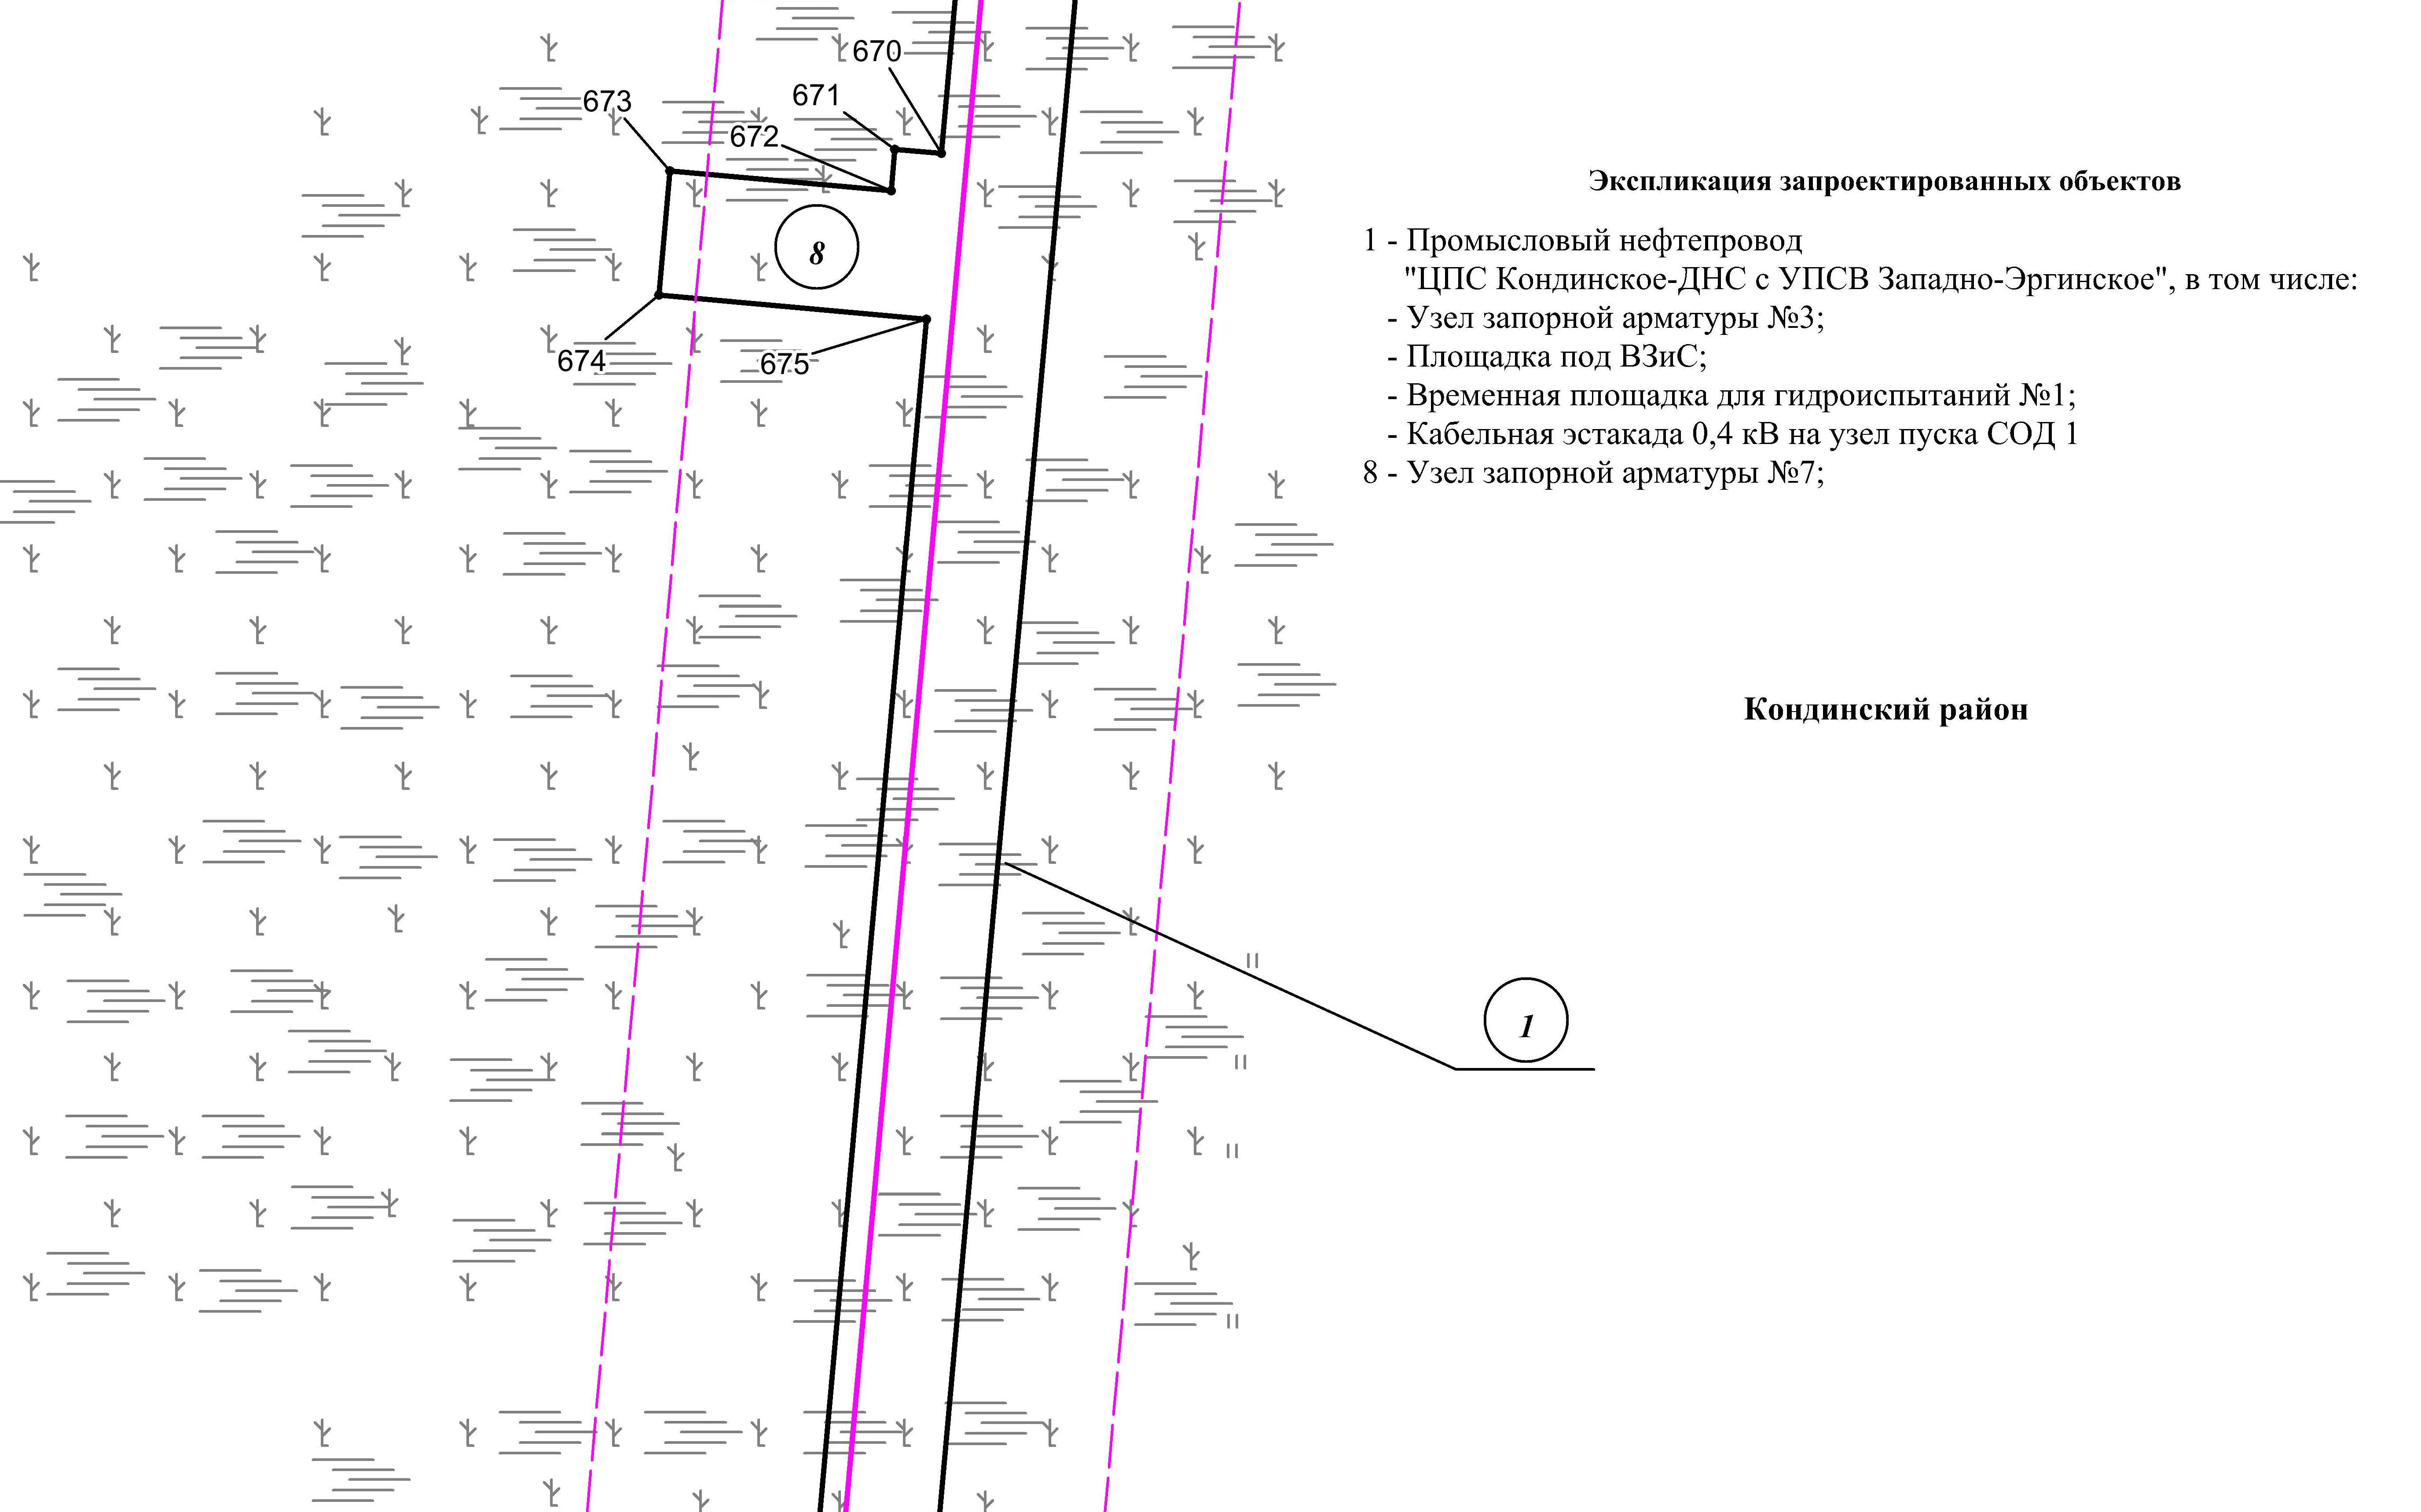 670
671
673
672
8
674
675
Экспликация запроектированных объектов
1 - Промысловый нефтепровод
"ЦПС Кондинское-ДНС с УПСВ Западно-Эргинское", в том числе:
- Узел запорной арматуры №3;
- Площадка под ВЗиС;
- Временная площадка для гидроиспытаний №1;
- Кабельная эстакада 0,4 кВ на узел пуска СОД 1
8 - Узел запорной арматуры №7;
Кондинский район
1